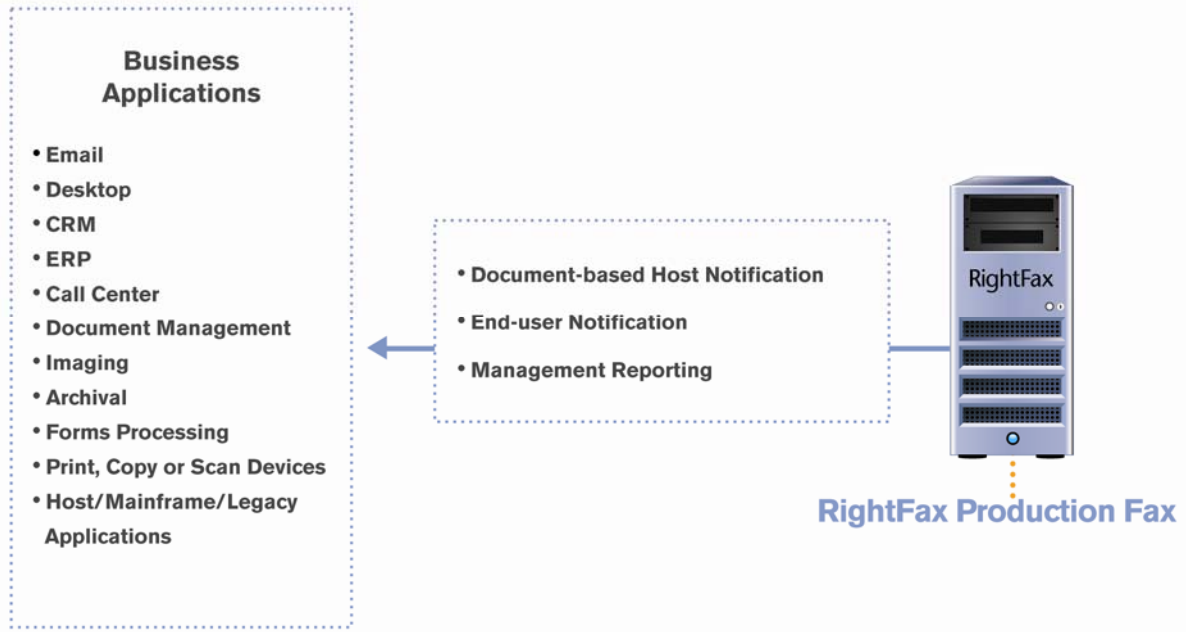 Business
Applications
• Email
• Desktop
• CRM
• ERP
• Call Center
• Document Management
• Imaging
• Archival
• Forms Processing
• Print, Copy or Scan Devices
• Host/Mainframe/Legacy
Applications
• Document-based Host Notification
• End-user Notification
• Management Reporting
RightFax
RightFax Production Fax